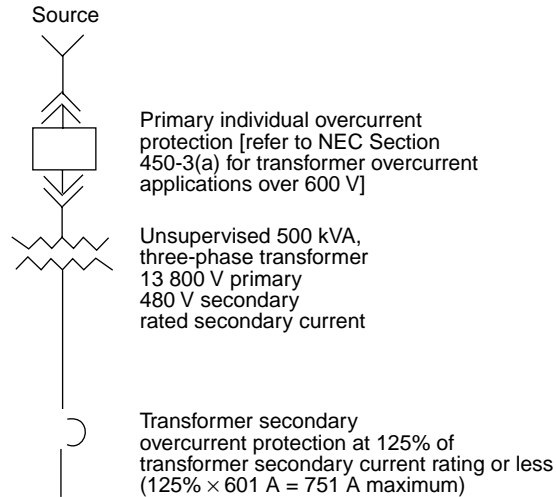 Source
Primary individual overcurrent
protection [refer to NEC Section
450-3(a) for transformer overcurrent
applications over 600 V]
Unsupervised 500 kVA,
three-phase transformer
13 800 V primary
480 V secondary
rated secondary current
Transformer secondary
overcurrent protection at 125% of
transformer secondary current rating or less
(125% × 601 A = 751 A maximum)